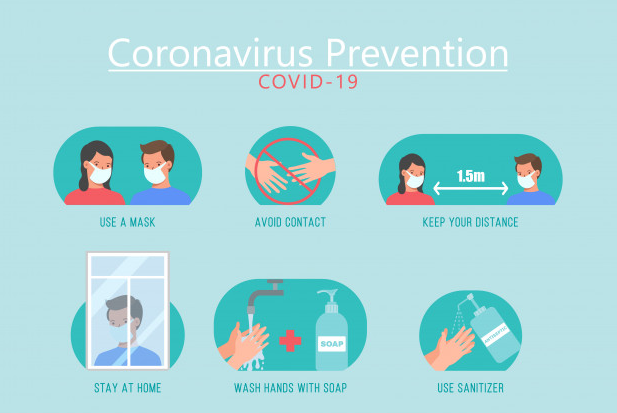 Coronavirus Prevention
COVID-19
1.5m
USE A MASK
AVOID CONTACT
KEEP YOUR DISTANCE
SOAP
ANTISEPTIC
STAY AT HOME
WASH HANDS WITH SOAP
USE SANITIZER